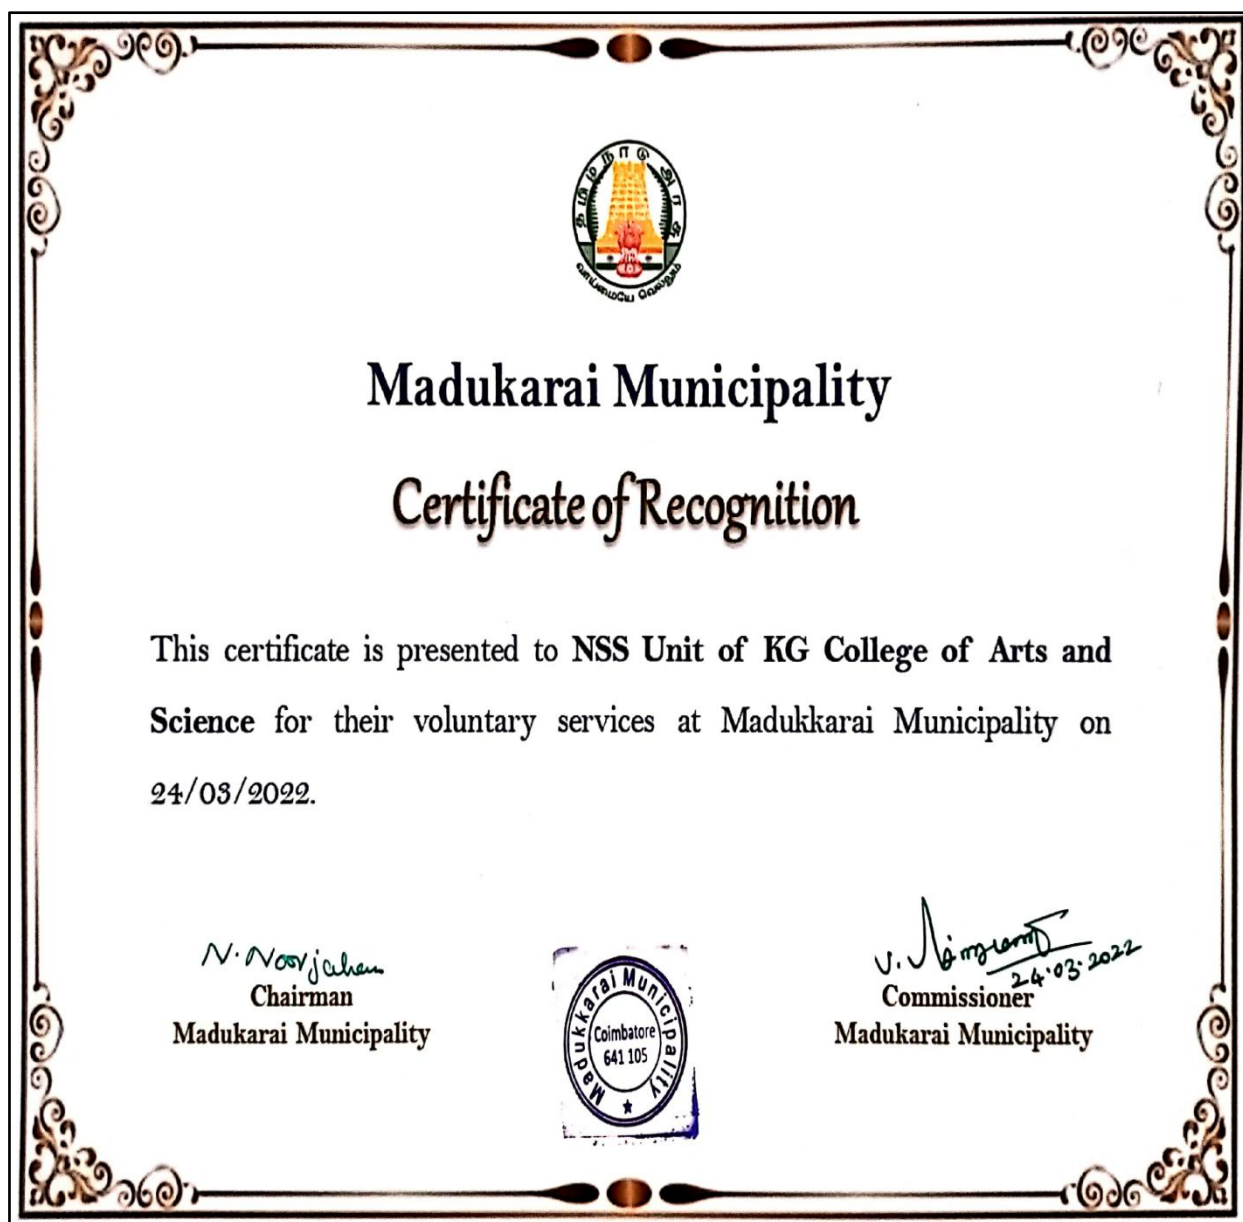 தமிழ்நாடு அரசு
வாய்மையே வெல்லும்
Madukarai Municipality
Certificate of Recognition
This certificate is presented to NSS Unit of KG College of Arts and
Science for their voluntary services at Madukkarai Municipality on
24/03/2022.
N. Noorjahan
Chairman
Madukarai Municipality
Madukkarai Municipality
Coimbatore
641 105
V.
24.03.2022
Commissioner
Madukarai Municipality